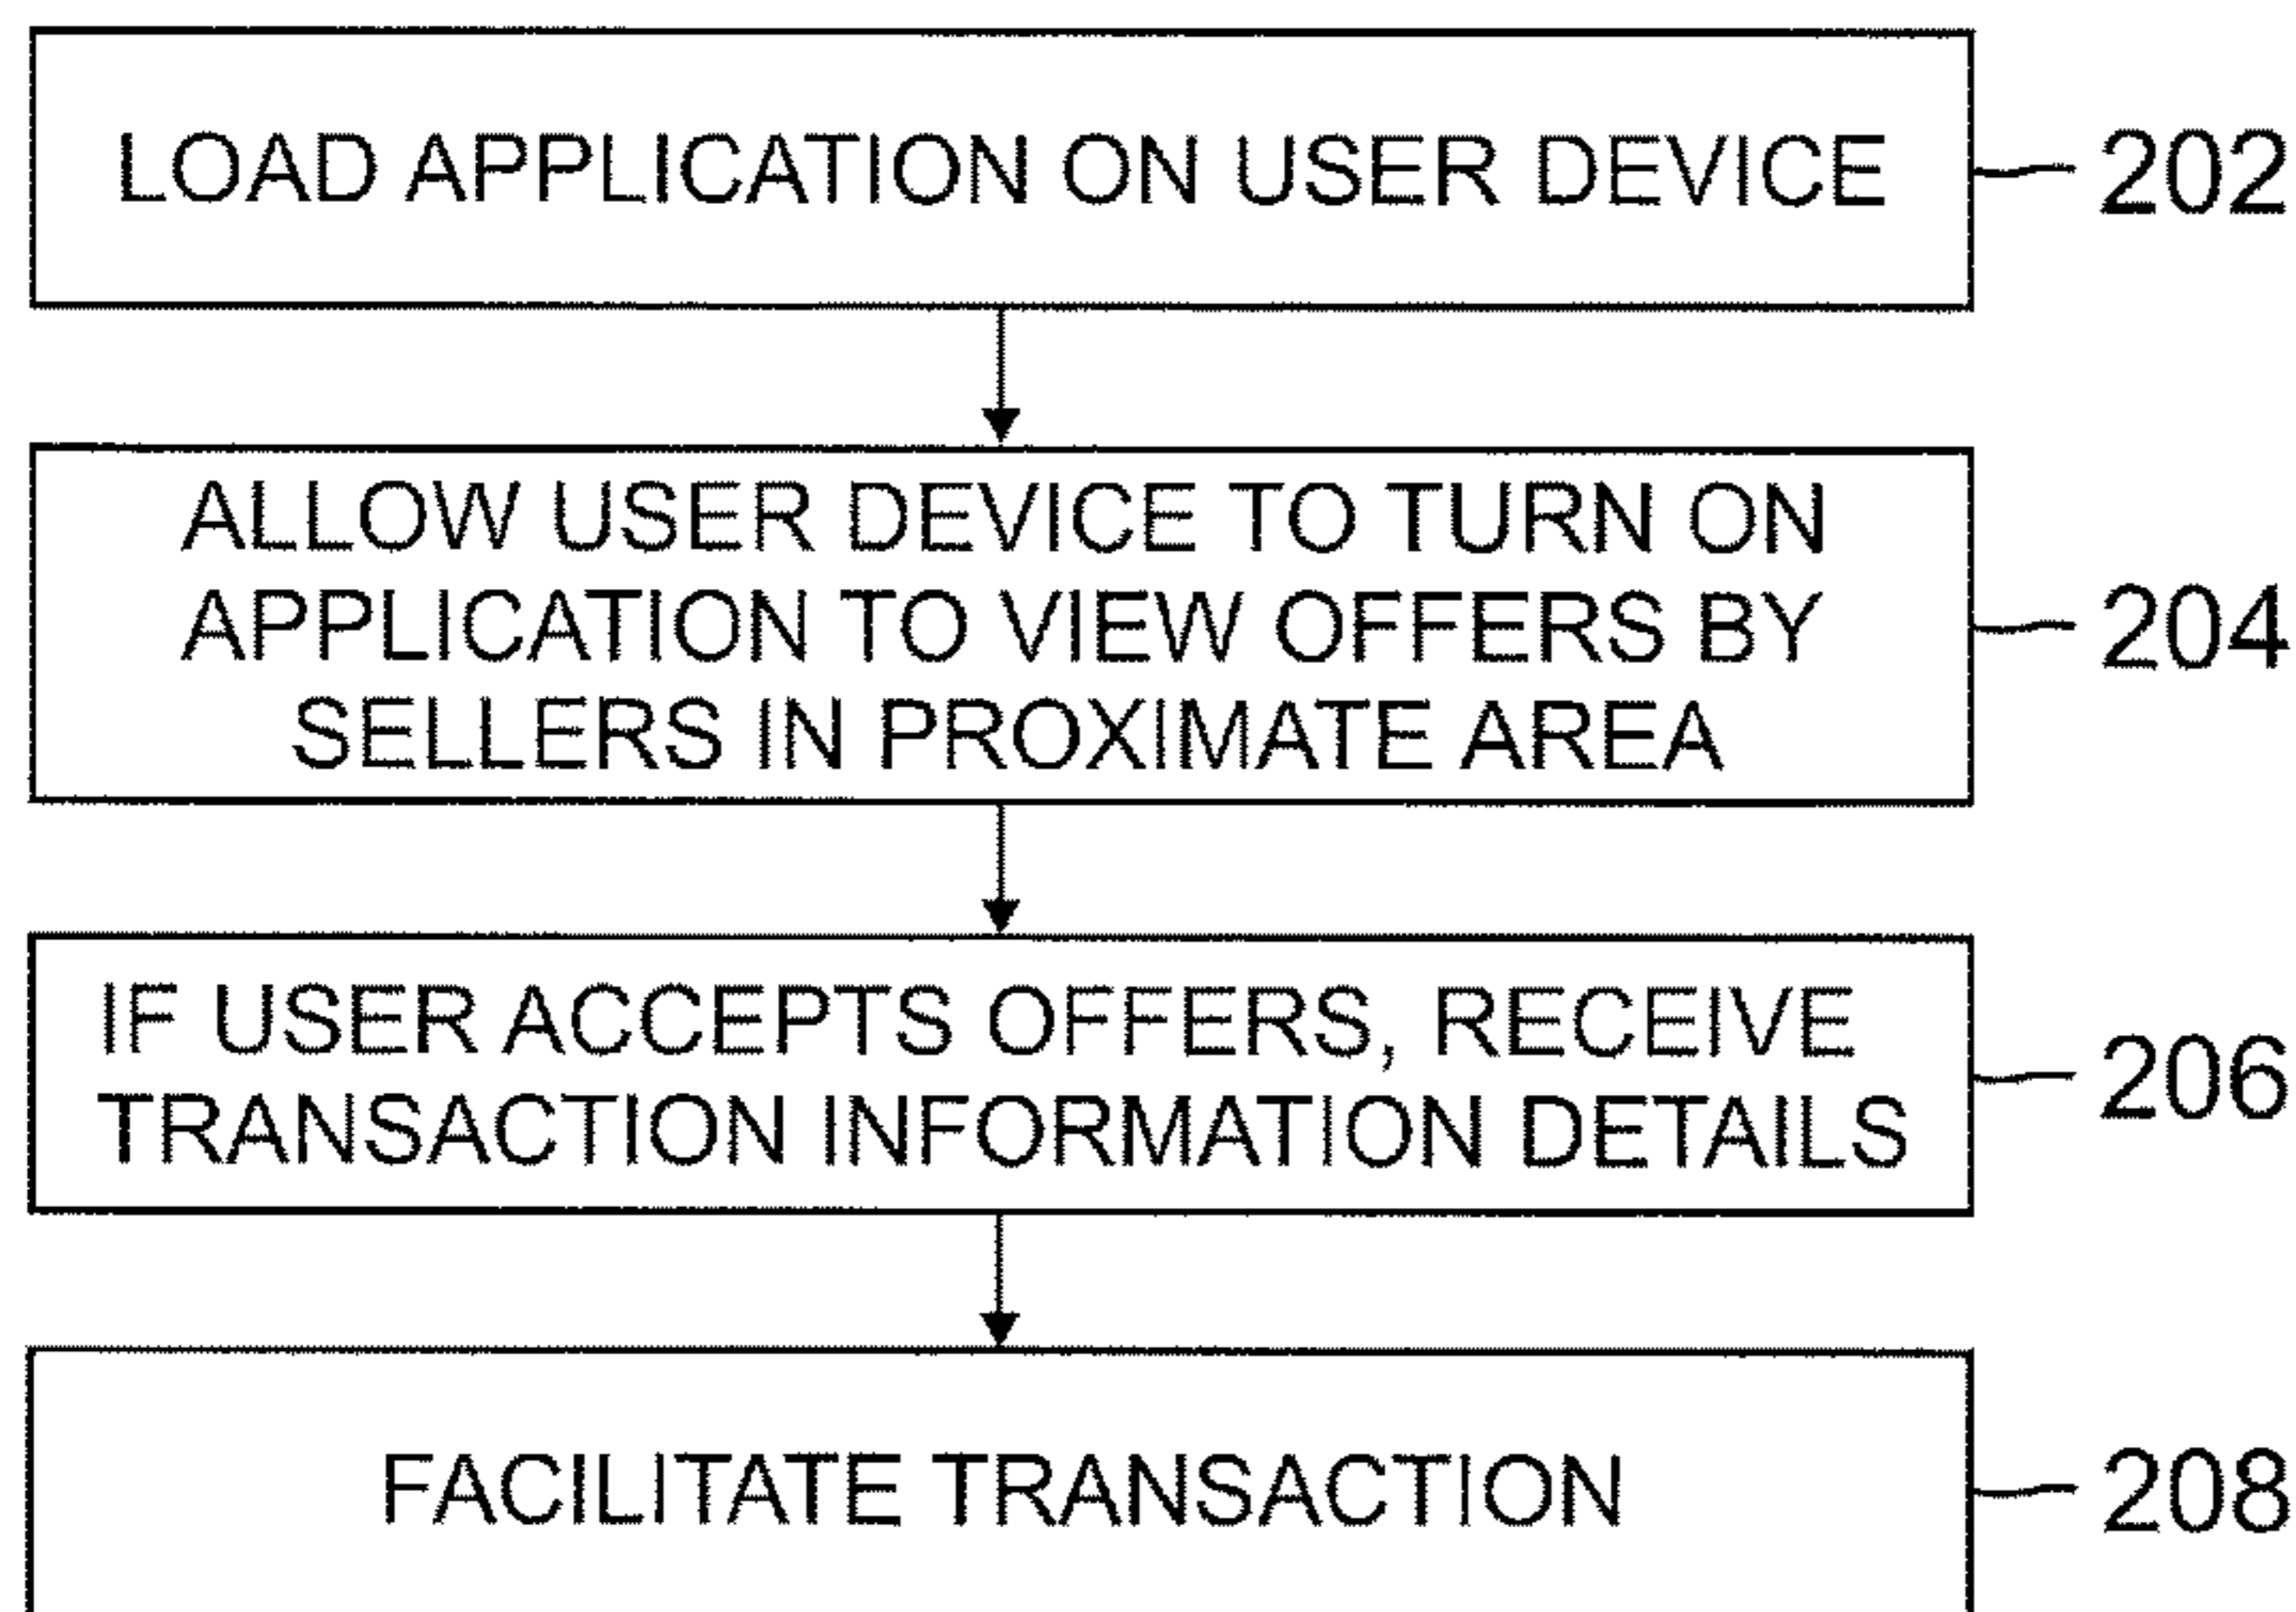 LOAD APPLICATION ON USER DEVICE
202
ALLOW USER DEVICE TO TURN ON
APPLICATION TO VIEW OFFERS BY
SELLERS IN PROXIMATE AREA
204
IF USER ACCEPTS OFFERS, RECEIVE
TRANSACTION INFORMATION DETAILS
206
FACILITATE TRANSACTION
208